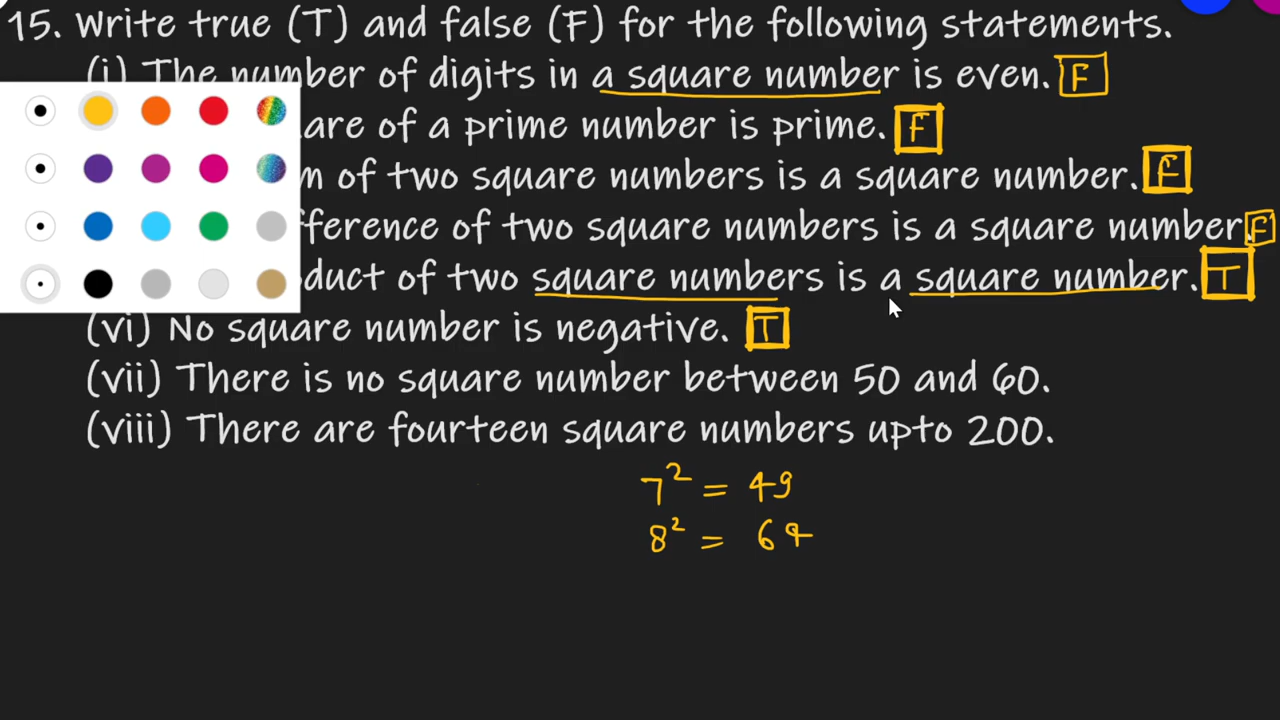 15. Write true (T) and false (F) for the following statements.
(i) The number of digits in a square number is even. F
are of a prime number is prime. F
m of two square numbers is a square number. F
fference of two square numbers is a square number. F
duct of two square numbers is a square number. T
(vi) No square number is negative. T
(vii) There is no square number between 50 and 60.
(viii) There are fourteen square numbers upto 200.
7² = 49
8² = 64